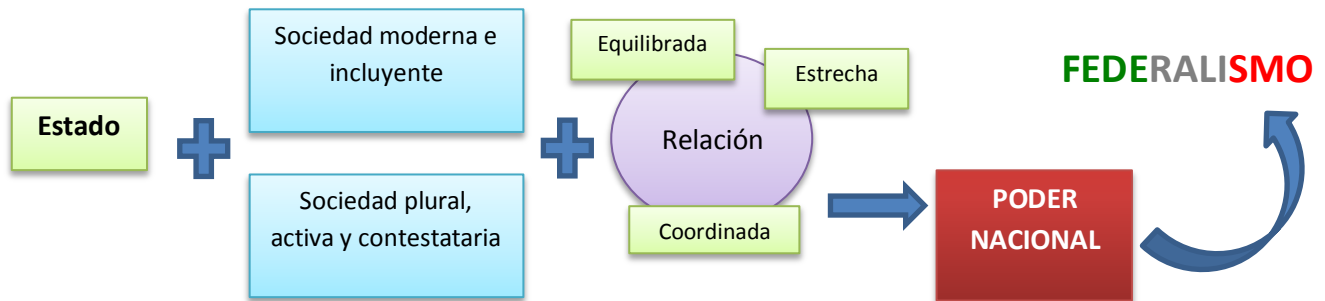 Estado
Sociedad moderna e
incluyente
Sociedad plural,
activa y contestataria
Equilibrada
Estrecha
Relación
Coordinada
PODER
NACIONAL
FEDERALISMO